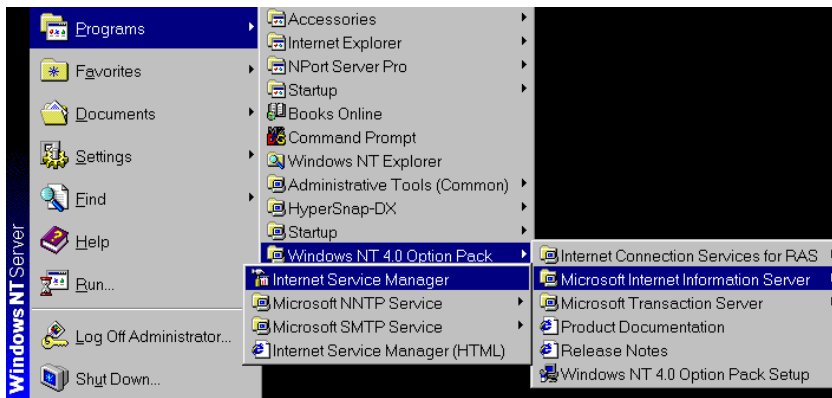 Windows NT Server
Programs
Favorites
Documents
Settings
Find
Help
Run...
Log Off Administrator...
Shut Down...
Accessories
Internet Explorer
NPort Server Pro
Startup
Books Online
Command Prompt
Windows NT Explorer
Administrative Tools (Common)
HyperSnap-DX
Startup
Windows NT 4.0 Option Pack
Internet Connection Services for RAS
Microsoft Internet Information Server
Microsoft Transaction Server
Product Documentation
Release Notes
Windows NT 4.0 Option Pack Setup
Internet Service Manager
Microsoft NNTP Service
Microsoft SMTP Service
Internet Service Manager (HTML)